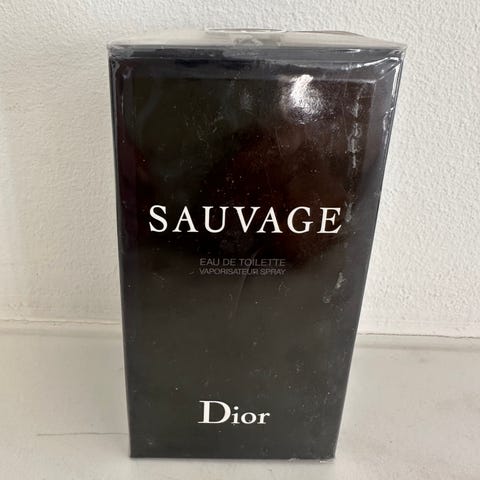 SAUVAGE
EAU DE TOILETTE
VAPORISATEUR SPRAY
Dior